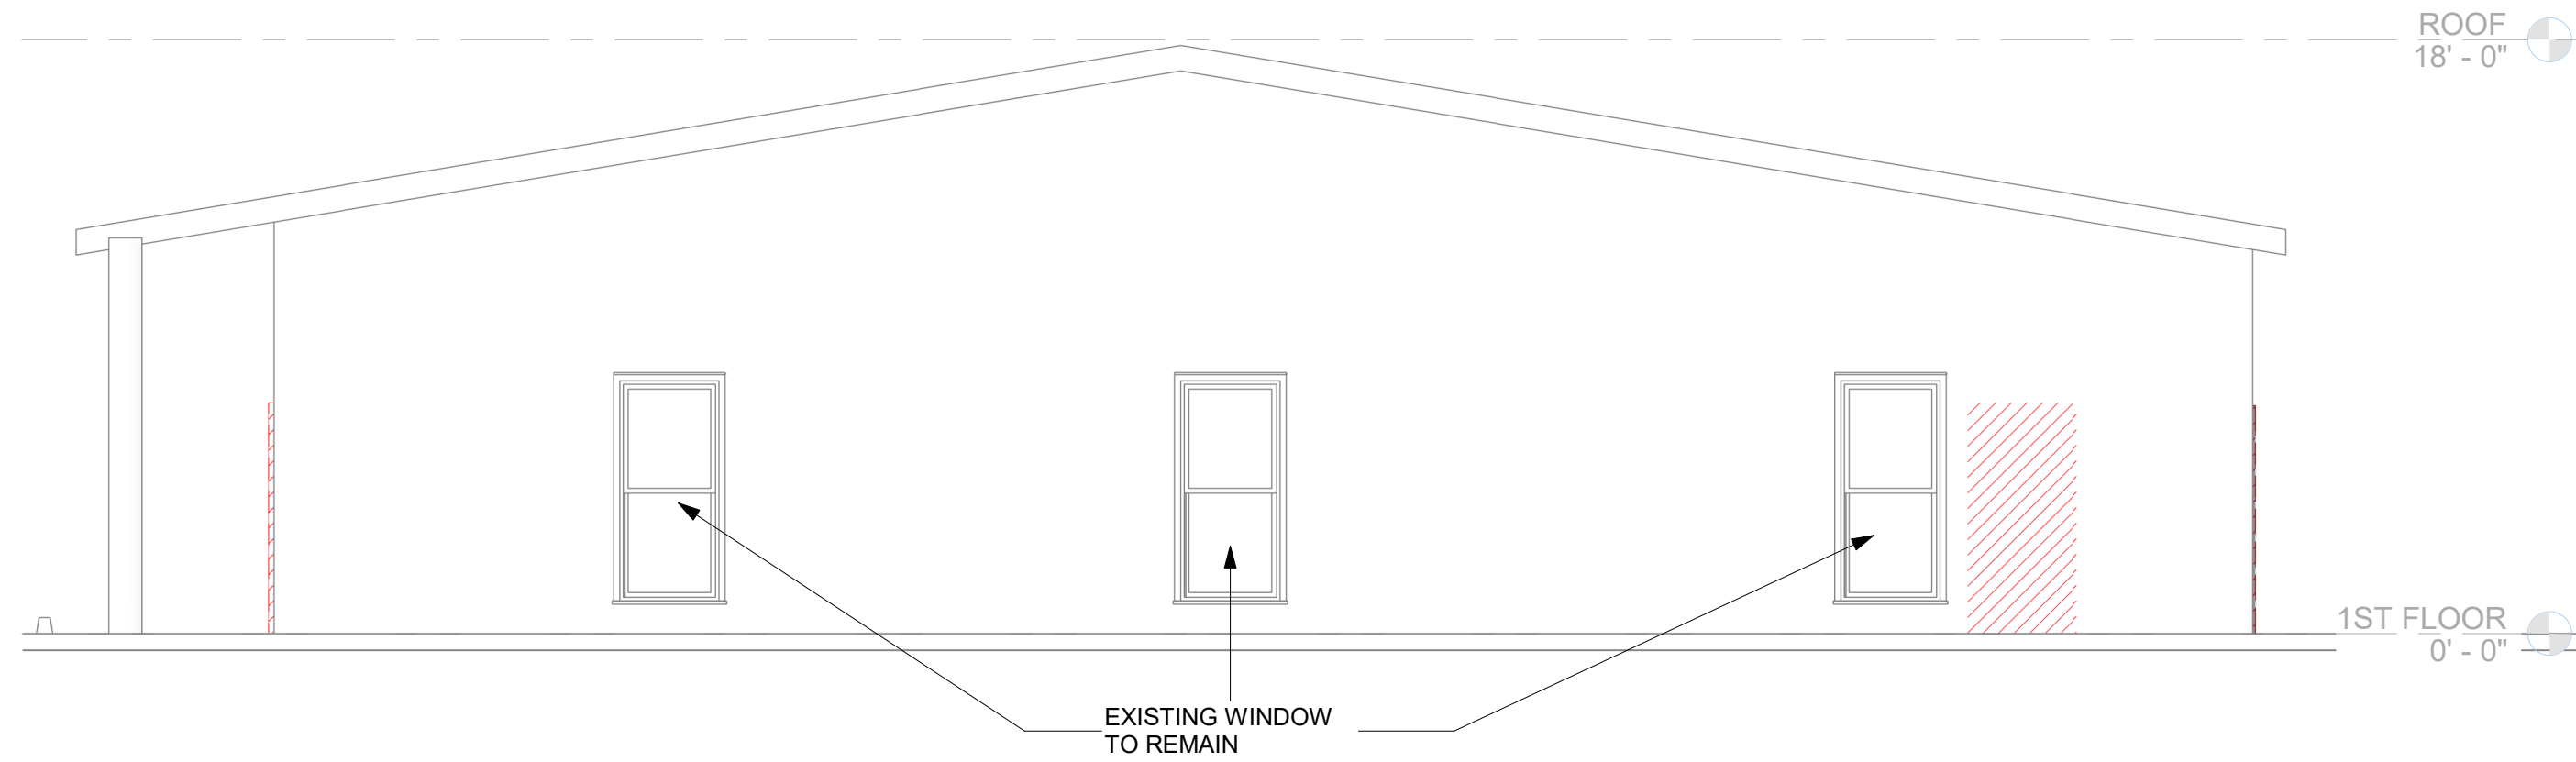 ROOF
18' - 0"
1ST FLOOR
0' - 0"
EXISTING WINDOW
TO REMAIN